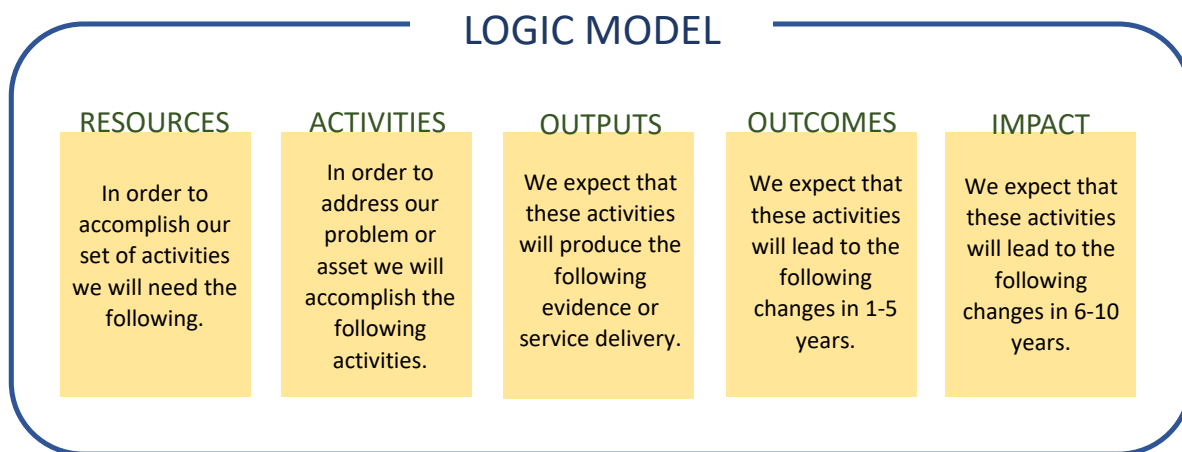 LOGIC MODEL
RESOURCES
In order to
accomplish our
set of activities
we will need the
following.
ACTIVITIES
In order to
address our
problem or
asset we will
accomplish the
following
activities.
OUTPUTS
We expect that
these activities
will produce the
following
evidence or
service delivery.
OUTCOMES
We expect that
these activities
will lead to the
following
changes in 1-5
years.
IMPACT
We expect that
these activities
will lead to the
following
changes in 6-10
years.